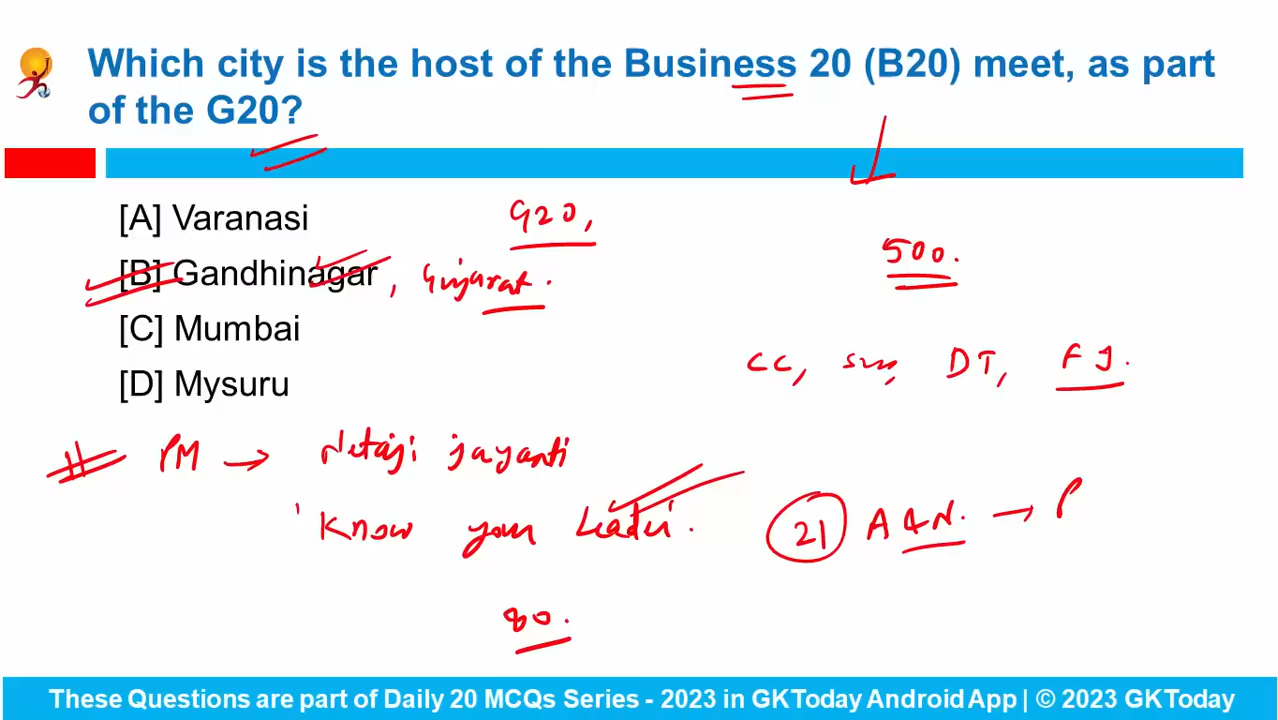 Which city is the host of the Business 20 (B20) meet, as part
of the G20?
[A] Varanasi
G20,
[B] Gandhinagar, Gujarat.
500.
[C] Mumbai
CC, DT, FI.
[D] Mysuru
PM → Netaji Jayanti
'Know your Leader'.
21 A & N. → P
80.
These Questions are part of Daily 20 MCQs Series - 2023 in GKToday Android App | © 2023 GKToday